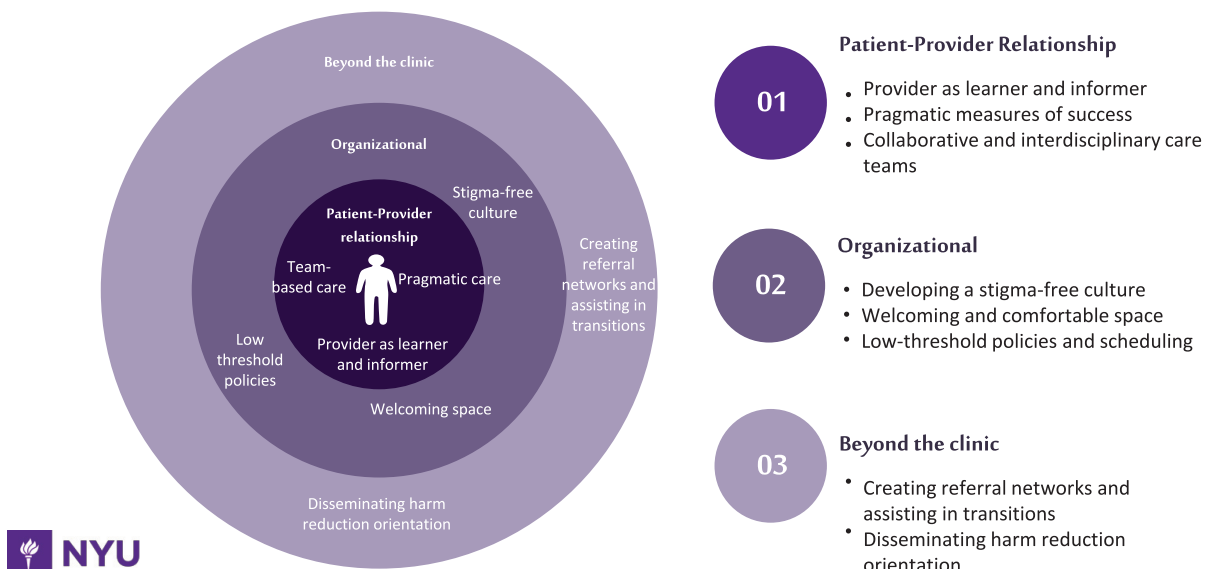 Beyond the clinic
Organizational
Stigma-free
culture
Patient-Provider
relationship
Team-
based care
Pragmatic care
Provider as learner
and informer
Creating
referral
networks and
assisting in
transitions
Low
threshold
policies
Welcoming space
Disseminating harm
reduction orientation
NYU
01
Patient-Provider Relationship
• Provider as learner and informer
• Pragmatic measures of success
• Collaborative and interdisciplinary care
teams
02
Organizational
• Developing a stigma-free culture
• Welcoming and comfortable space
• Low-threshold policies and scheduling
03
Beyond the clinic
• Creating referral networks and
assisting in transitions
• Disseminating harm reduction
orientation